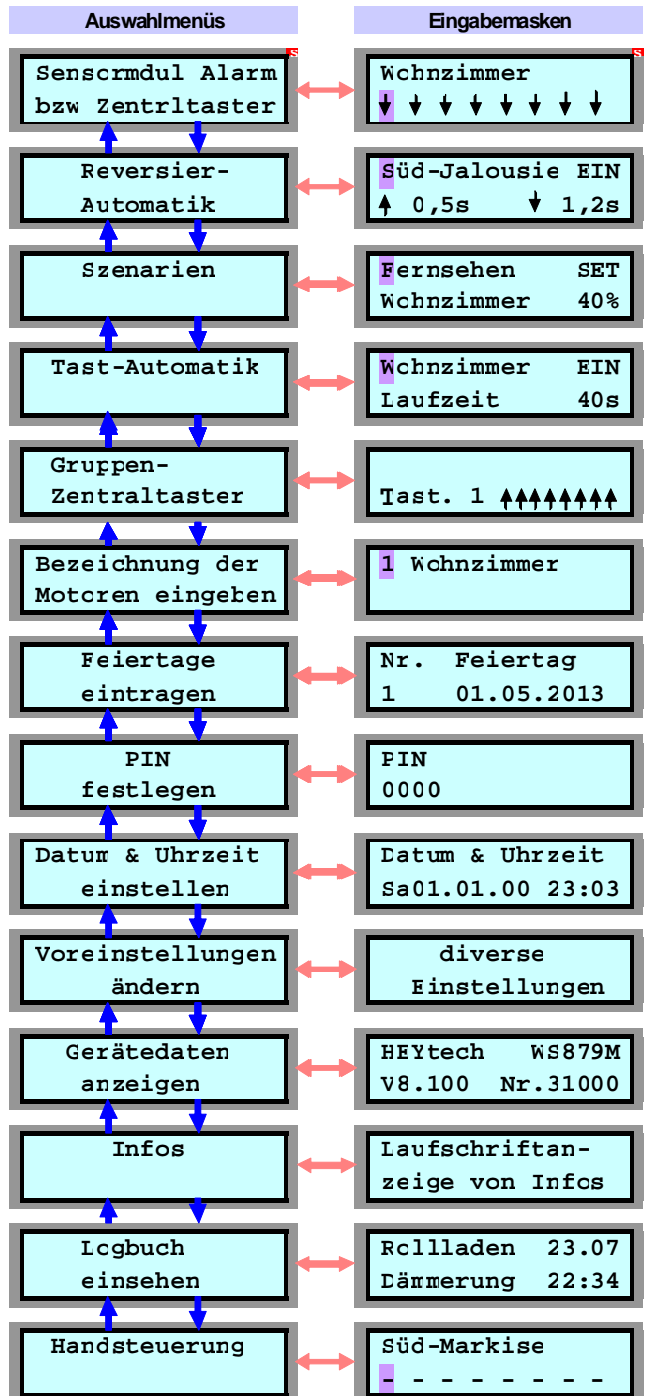 Auswahlmenüs Eingabemasken
S S
Sensormdul Alarm
bzw Zentrltaster
Wohnzimmer
↓ ↓ ↓ ↓ ↓ ↓ ↓ ↓
Reversier-
Automatik
Süd-Jalousie EIN
↑ 0,5s ↓ 1,2s
Szenarien
Fernsehen SET
Wohnzimmer 40%
Tast-Automatik
Wohnzimmer EIN
Laufzeit 40s
Gruppen-
Zentraltaster
Tast. 1 ↑↑↑↑↑↑↑↑
Bezeichnung der
Motoren eingeben
1 Wohnzimmer
Feiertage
eintragen
Nr. Feiertag
1 01.05.2013
PIN
festlegen
PIN
0000
Datum & Uhrzeit
einstellen
Datum & Uhrzeit
Sa01.01.00 23:03
Voreinstellungen
ändern
diverse
Einstellungen
Gerätedaten
anzeigen
HEYtech WS879M
V8.100 Nr.31000
Infos
Laufschriftan-
zeige von Infos
Logbuch
einsehen
Rollladen 23.07
Dämmerung 22:34
Handsteuerung
Süd-Markise
- - - - - - - -